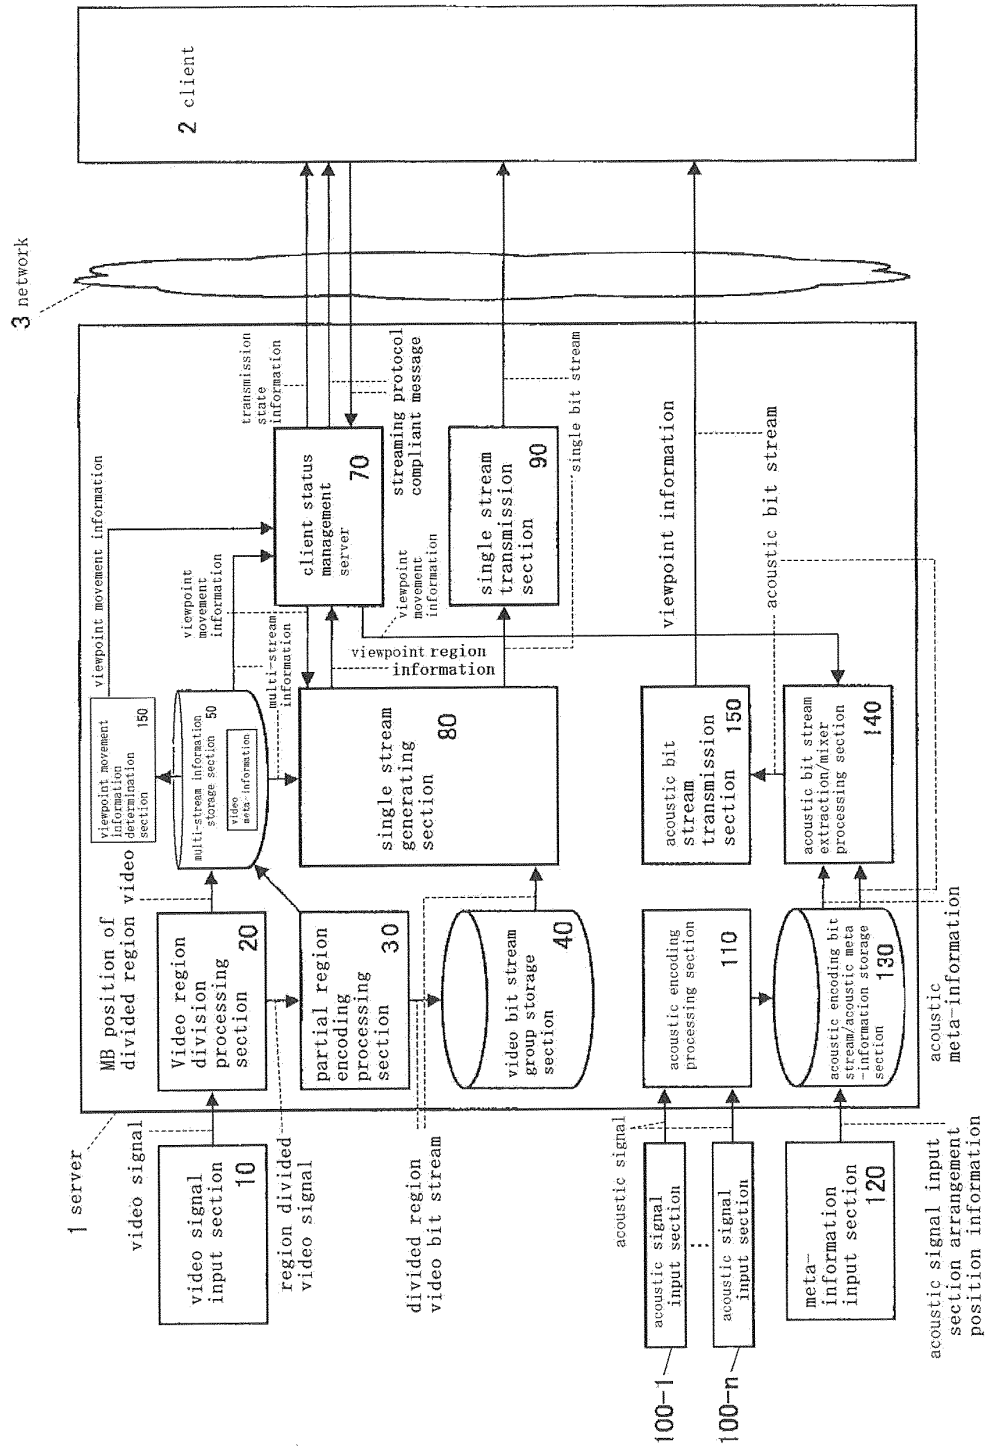 1 server
3 network
2 client
video signal
input section
10
video signal
MB position of
divided region
Video region
division
processing
section
20
video
region divided
video signal
partial region
encoding
processing
section
30
divided region
video bit stream
video bit stream
group storage
section
40
viewpoint movement
information
determination
section
150
viewpoint movement information
multi-stream information
storage section
50
video
meta-information
multi-stream
information
viewpoint
movement
information
single stream
generating
section
80
client status
management
server
70
transmission
state
information
streaming protocol
compliant message
viewpoint
movement
information
viewpoint region
information
single stream
transmission
section
90
single bit stream
viewpoint information
acoustic bit stream
100-1
acoustic signal
input section
100-n
acoustic signal
input section
acoustic signal
acoustic encoding
processing section
110
meta-
information
input section
120
acoustic signal input
section arrangement
position information
acoustic encoding bit
stream/acoustic meta
-information storage
section
130
acoustic
meta-information
acoustic bit stream
extraction/mixer
processing section
140
acoustic bit
stream
transmission
section
150